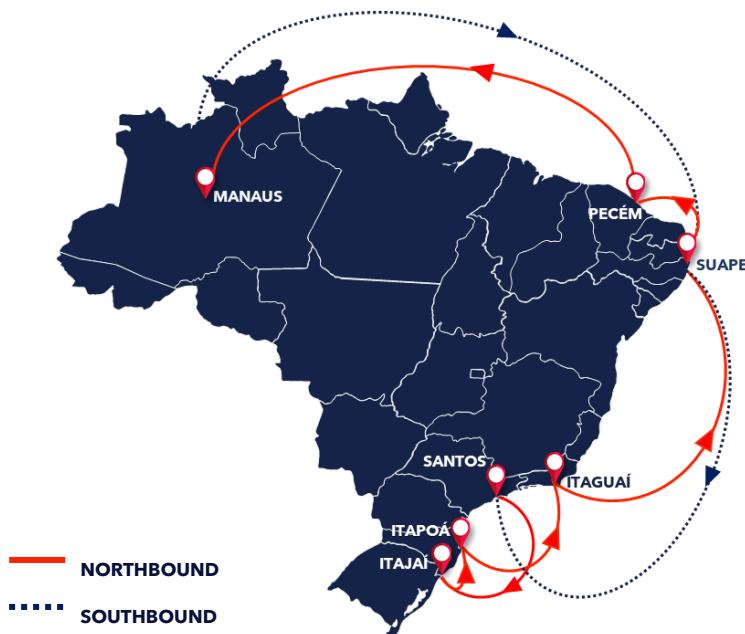 MANAUS
PECÉM
SUAPE
SANTOS
ITAGUAÍ
ITAPOÁ
ITAJAÍ
NORTHBOUND
SOUTHBOUND